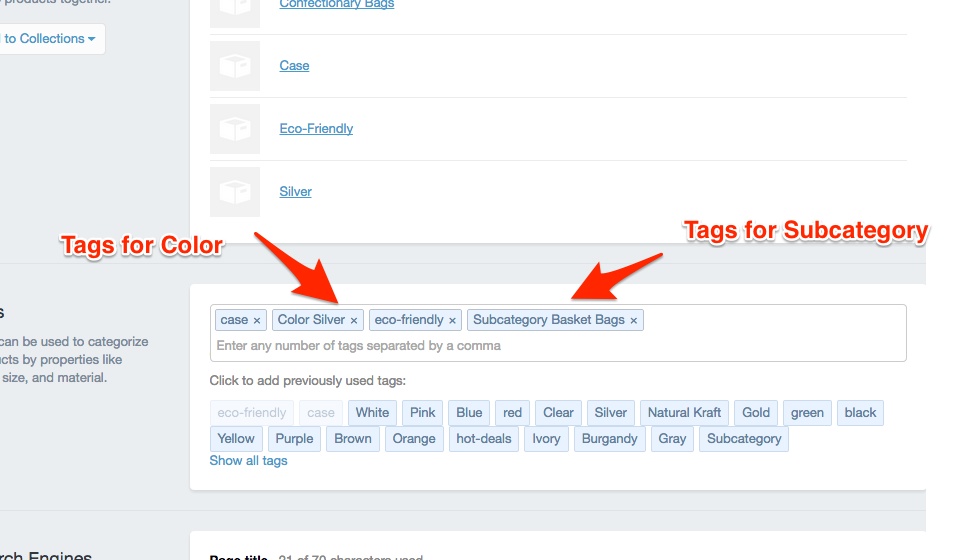 products together.
to Collections
Confectionary Bags
Case
Eco-Friendly
Silver
Tags for Color
Tags for Subcategory
case × Color Silver × eco-friendly × Subcategory Basket Bags ×
can be used to categorize
by properties like
size, and material.
Enter any number of tags separated by a comma
Click to add previously used tags:
eco-friendly case White Pink Blue red Clear Silver Natural Kraft Gold green black
Yellow Purple Brown Orange hot-deals Ivory Burgandy Gray Subcategory
Show all tags
Engines
Page title 21 of 70 characters used